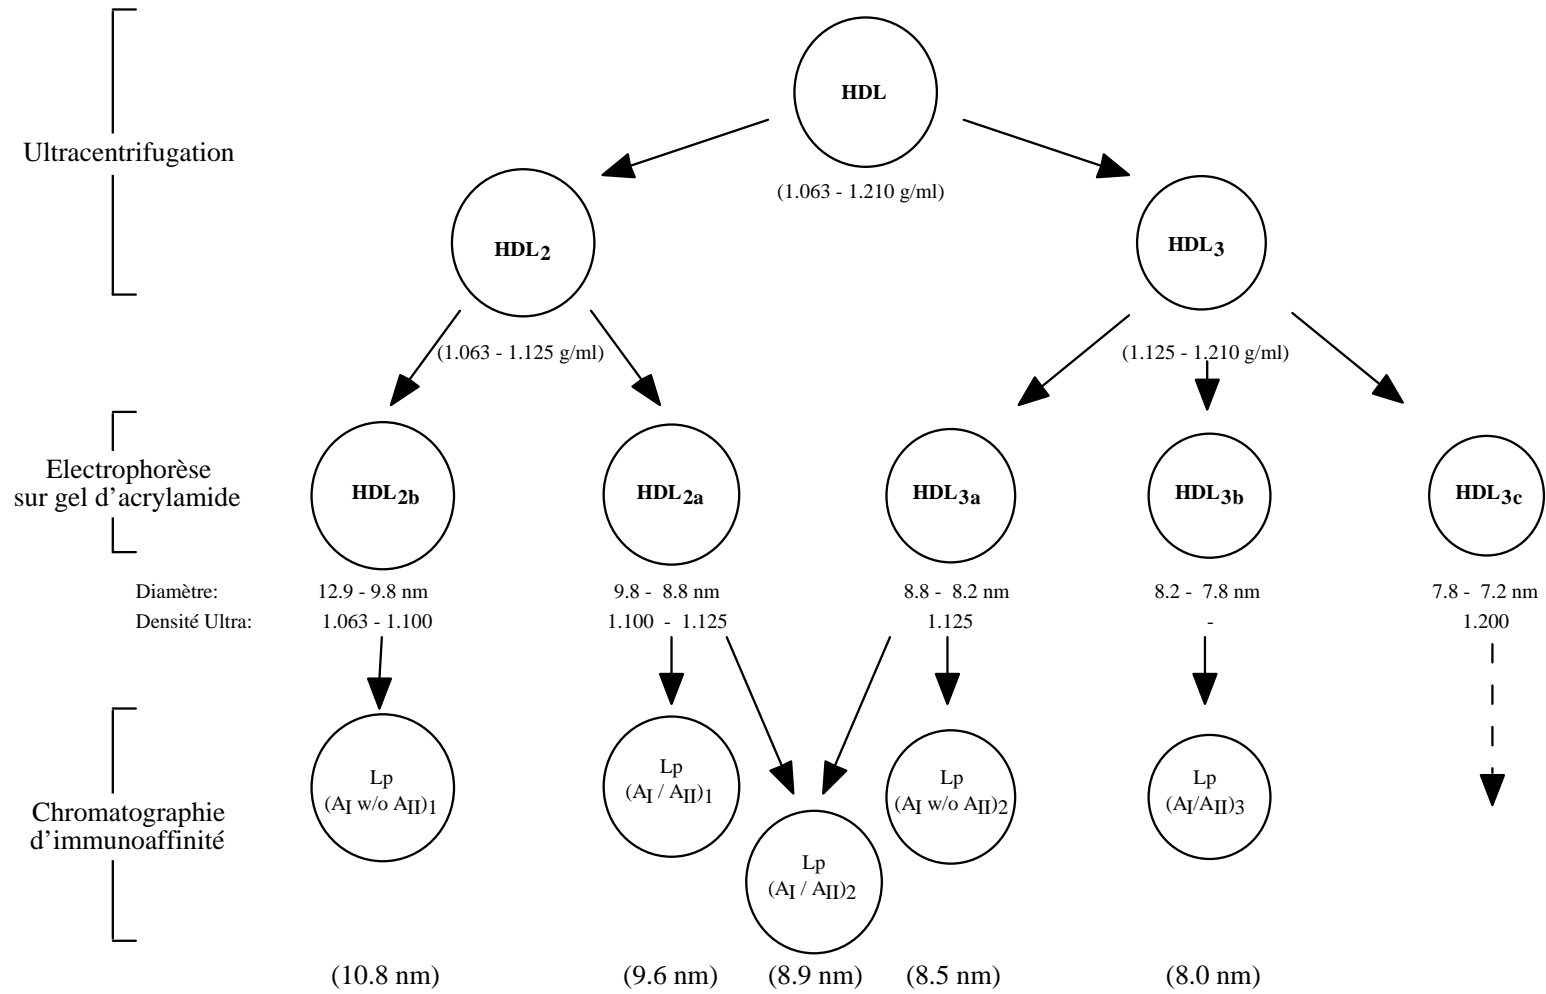 HDL
Ultracentrifugation
(1.063 - 1.210 g/ml)
HDL2
HDL3
(1.063 - 1.125 g/ml)
(1.125 - 1.210 g/ml)
Electrophorèse
sur gel d’acrylamide
HDL2b
HDL2a
HDL3a
HDL3b
HDL3c
Diamètre: 12.9 - 9.8 nm 9.8 - 8.8 nm 8.8 - 8.2 nm 8.2 - 7.8 nm 7.8 - 7.2 nm
Densité Ultra: 1.063 - 1.100 1.100 - 1.125 1.125 - 1.200
Chromatographie
d’immunoaffinité
Lp
(AI w/o AII)1
Lp
(AI / AII)1
Lp
(AI / AII)2
Lp
(AI w/o AII)2
Lp
(AI/AII)3
(10.8 nm) (9.6 nm) (8.9 nm) (8.5 nm) (8.0 nm)